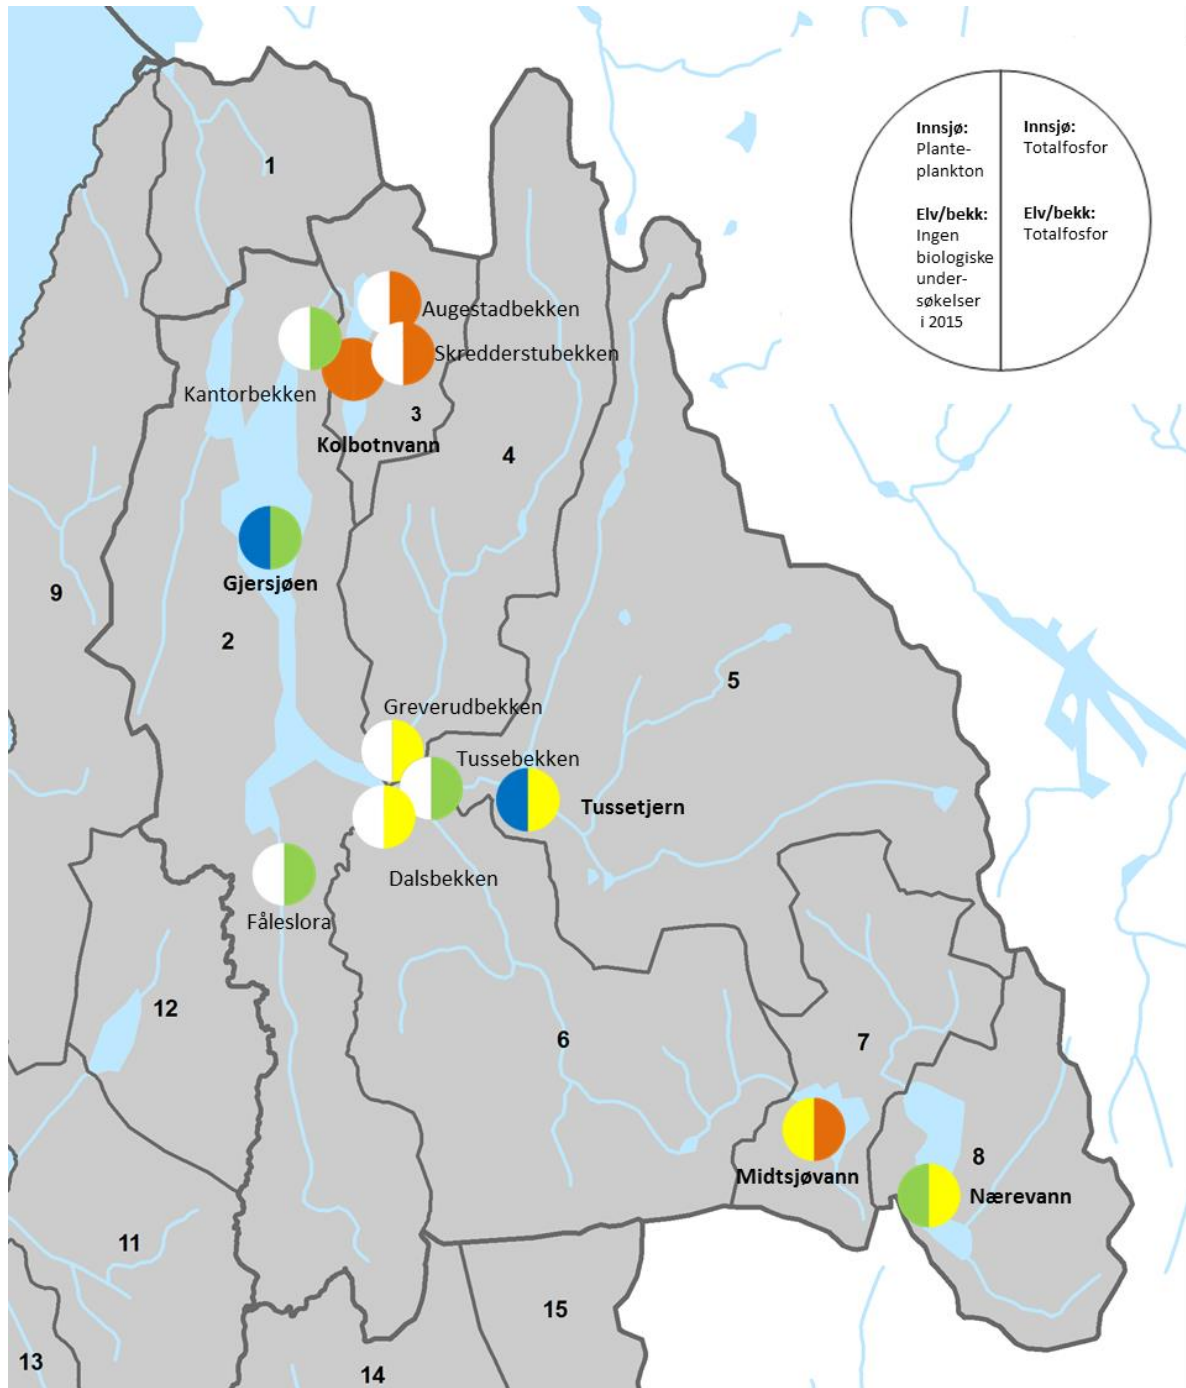 Innsjø:
Plante-
plankton
Elv/bekk:
Ingen
biologiske
under-
søkelser
i 2015
Innsjø:
Totalfosfor
Elv/bekk:
Totalfosfor
1
Augestadbekken
Skredderstubekken
Kantorbekken
3
Kolbotnvann
4
Gjersjøen
9
2
5
Greverudbekken
Tussebekken
Tussetjern
Dalsbekken
Fåleslora
12
6
7
8
Midtsjøvann
Nærevann
11
15
13
14